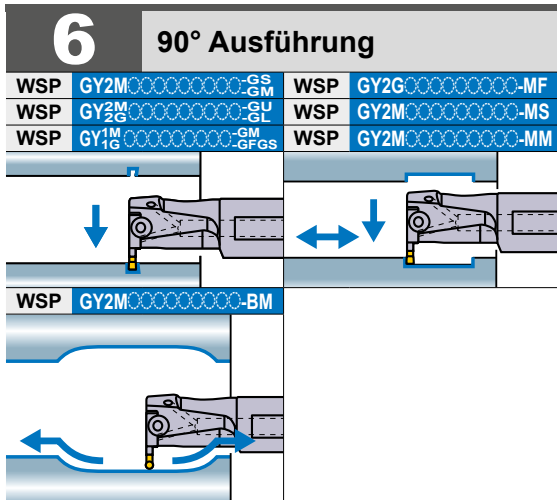 6 90° Ausführung
WSP GY2M◌◌◌◌◌◌◌◌◌-GS
GM
WSP GY2M
2G◌◌◌◌◌◌◌◌◌-GU
GL
WSP GY1M
1G◌◌◌◌◌◌◌◌◌-GM
GFGS
WSP GY2G◌◌◌◌◌◌◌◌◌-MF
WSP GY2M◌◌◌◌◌◌◌◌◌-MS
WSP GY2M◌◌◌◌◌◌◌◌◌-MM
WSP GY2M◌◌◌◌◌◌◌◌◌-BM